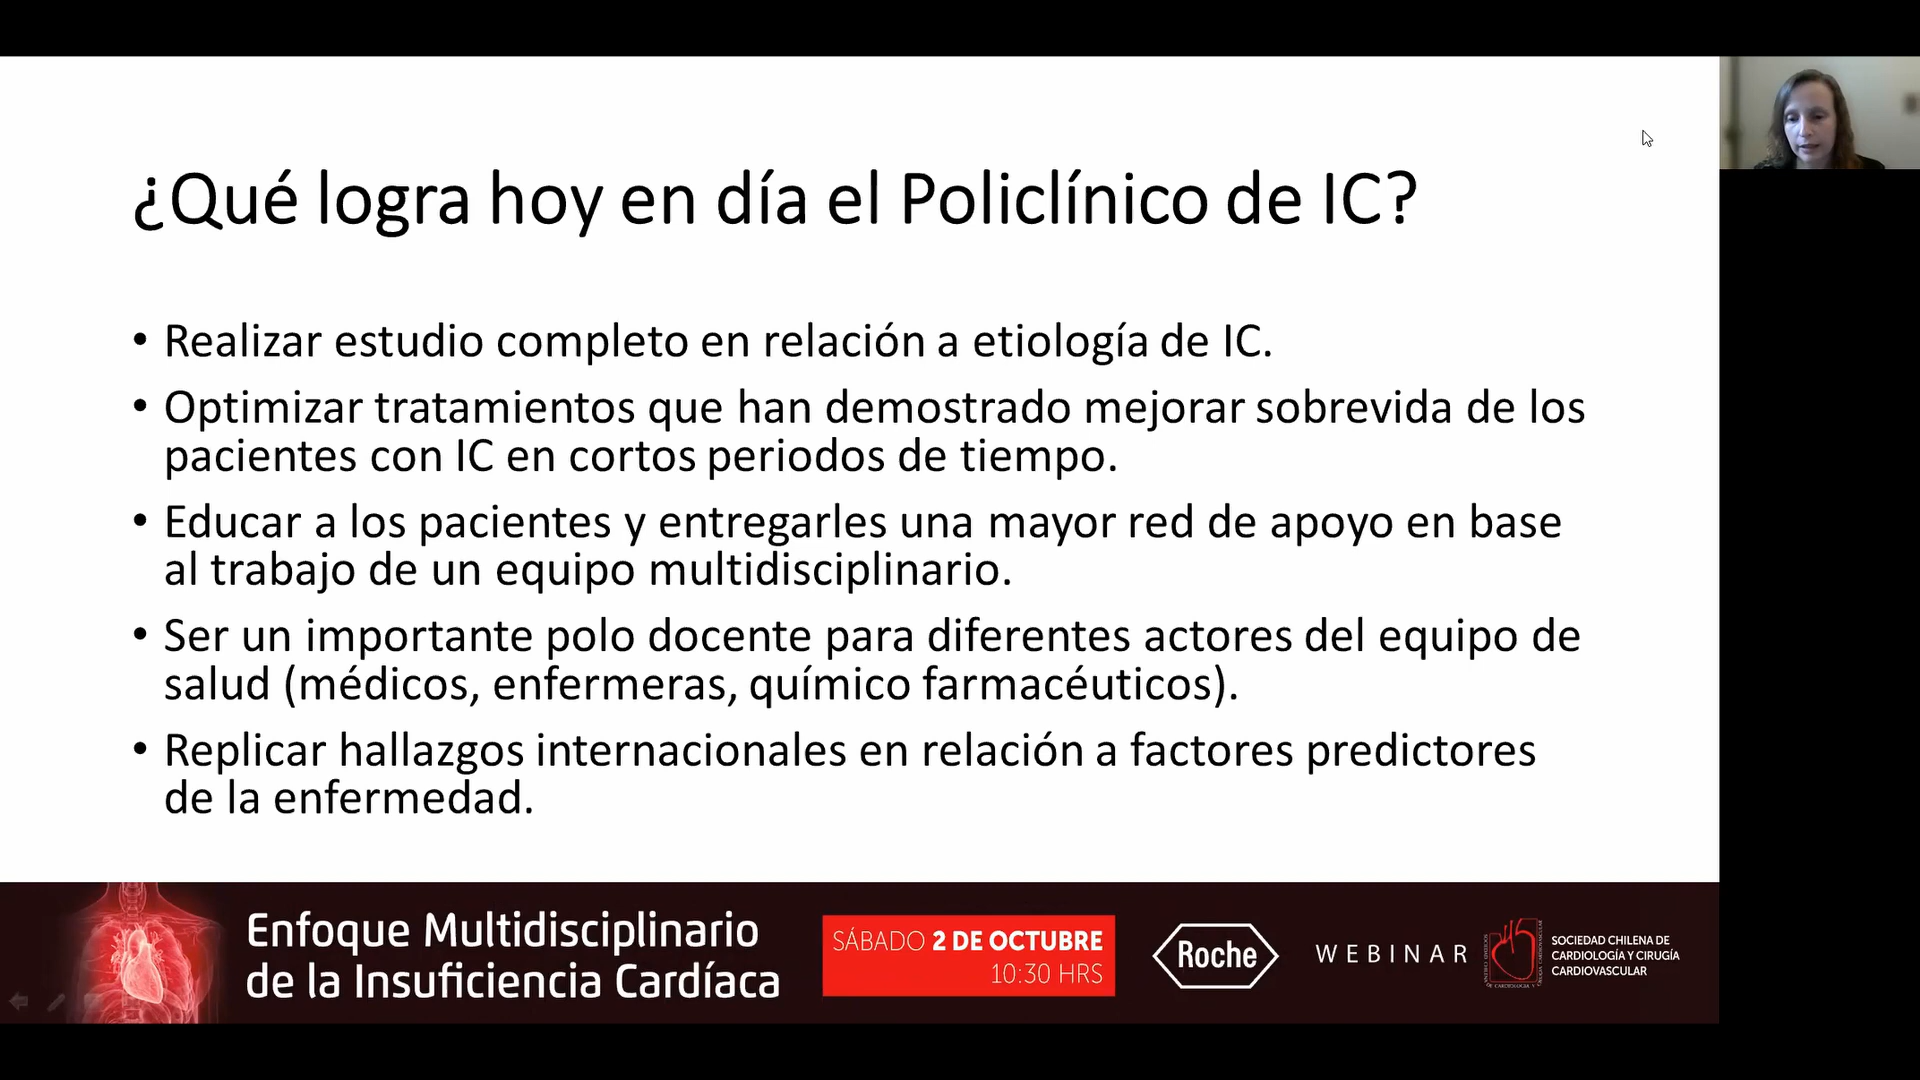 ¿Qué logra hoy en día el Policlínico de IC?
• Realizar estudio completo en relación a etiología de IC.
• Optimizar tratamientos que han demostrado mejorar sobrevida de los
pacientes con IC en cortos periodos de tiempo.
• Educar a los pacientes y entregarles una mayor red de apoyo en base
al trabajo de un equipo multidisciplinario.
• Ser un importante polo docente para diferentes actores del equipo de
salud (médicos, enfermeras, químico farmacéuticos).
• Replicar hallazgos internacionales en relación a factores predictores
de la enfermedad.
Enfoque Multidisciplinario
de la Insuficiencia Cardíaca
SÁBADO 2 DE OCTUBRE
10:30 HRS
Roche
WEBINAR
SOCIEDAD CHILENA DE
CARDIOLOGÍA Y CIRUGÍA
CARDIOVASCULAR